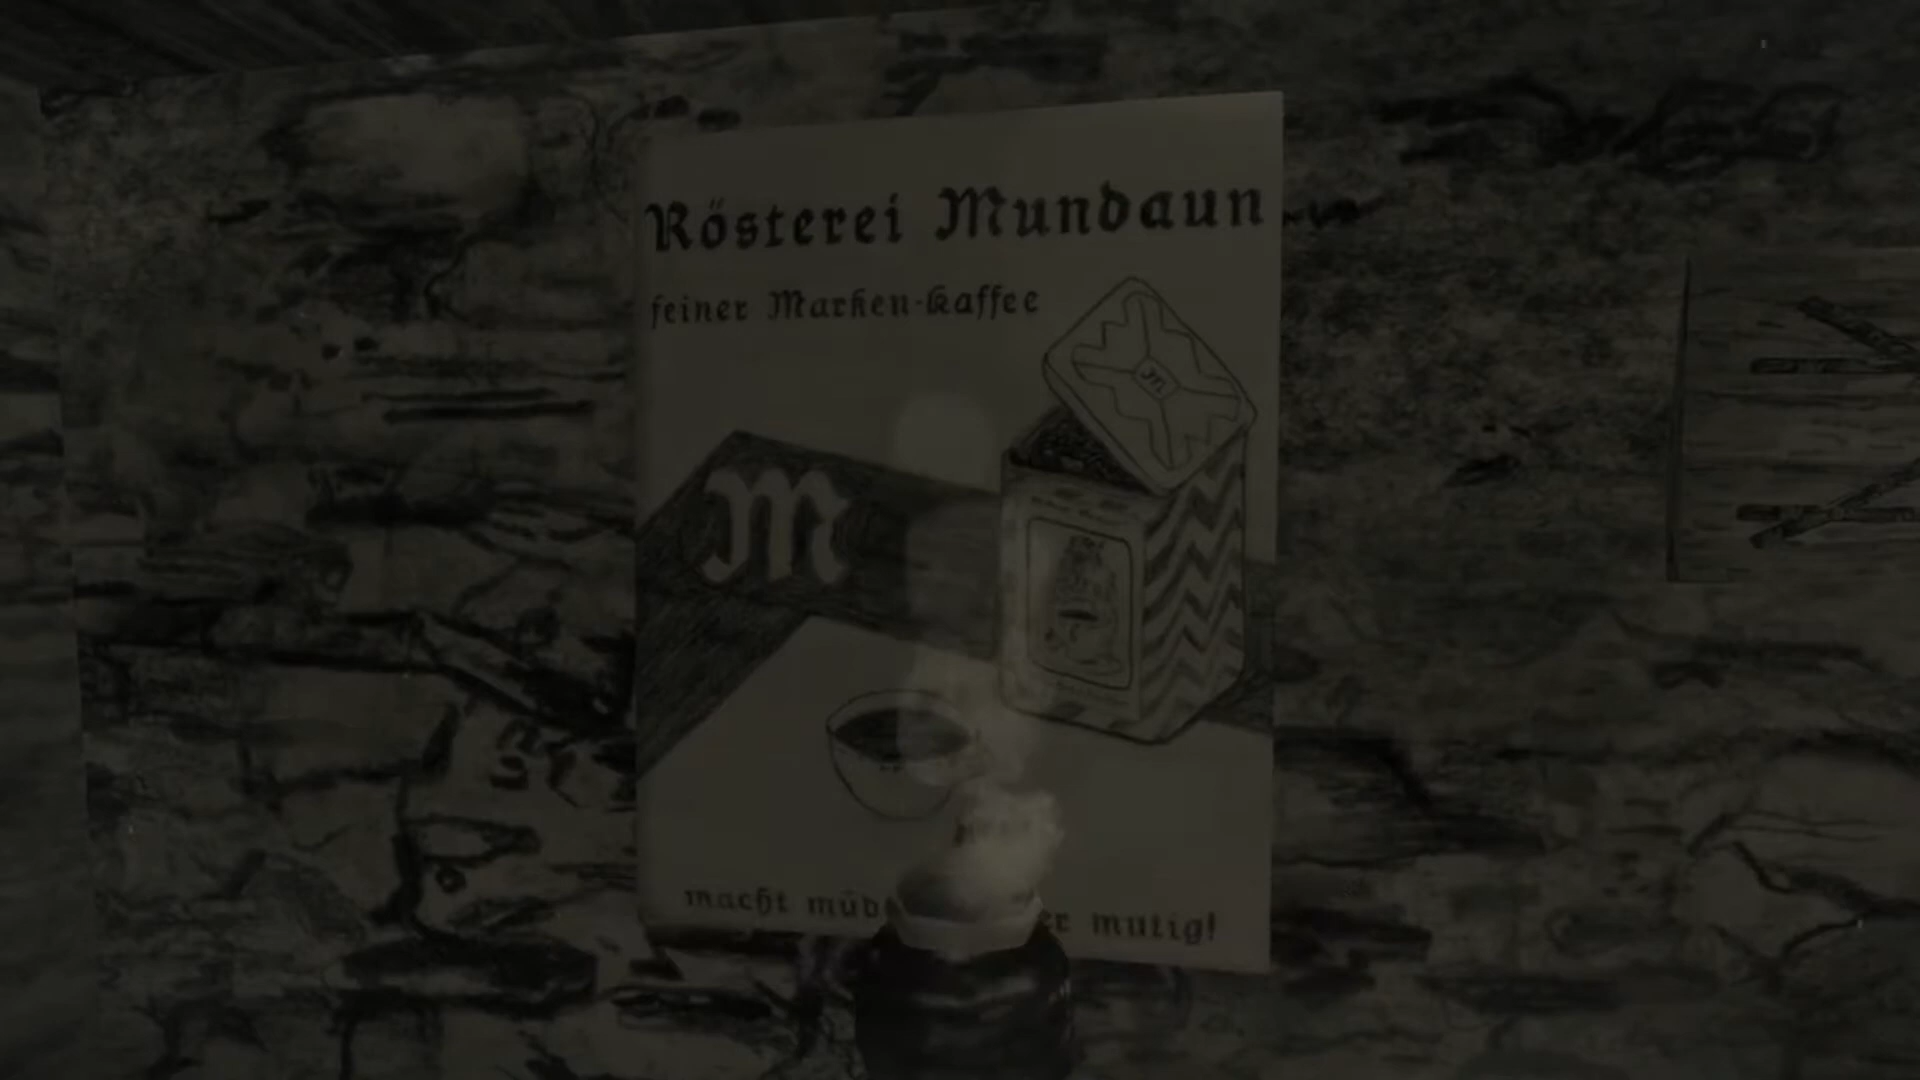 Rösterei Mundaun
feiner Marken-Kaffee
M
M
macht mutig!